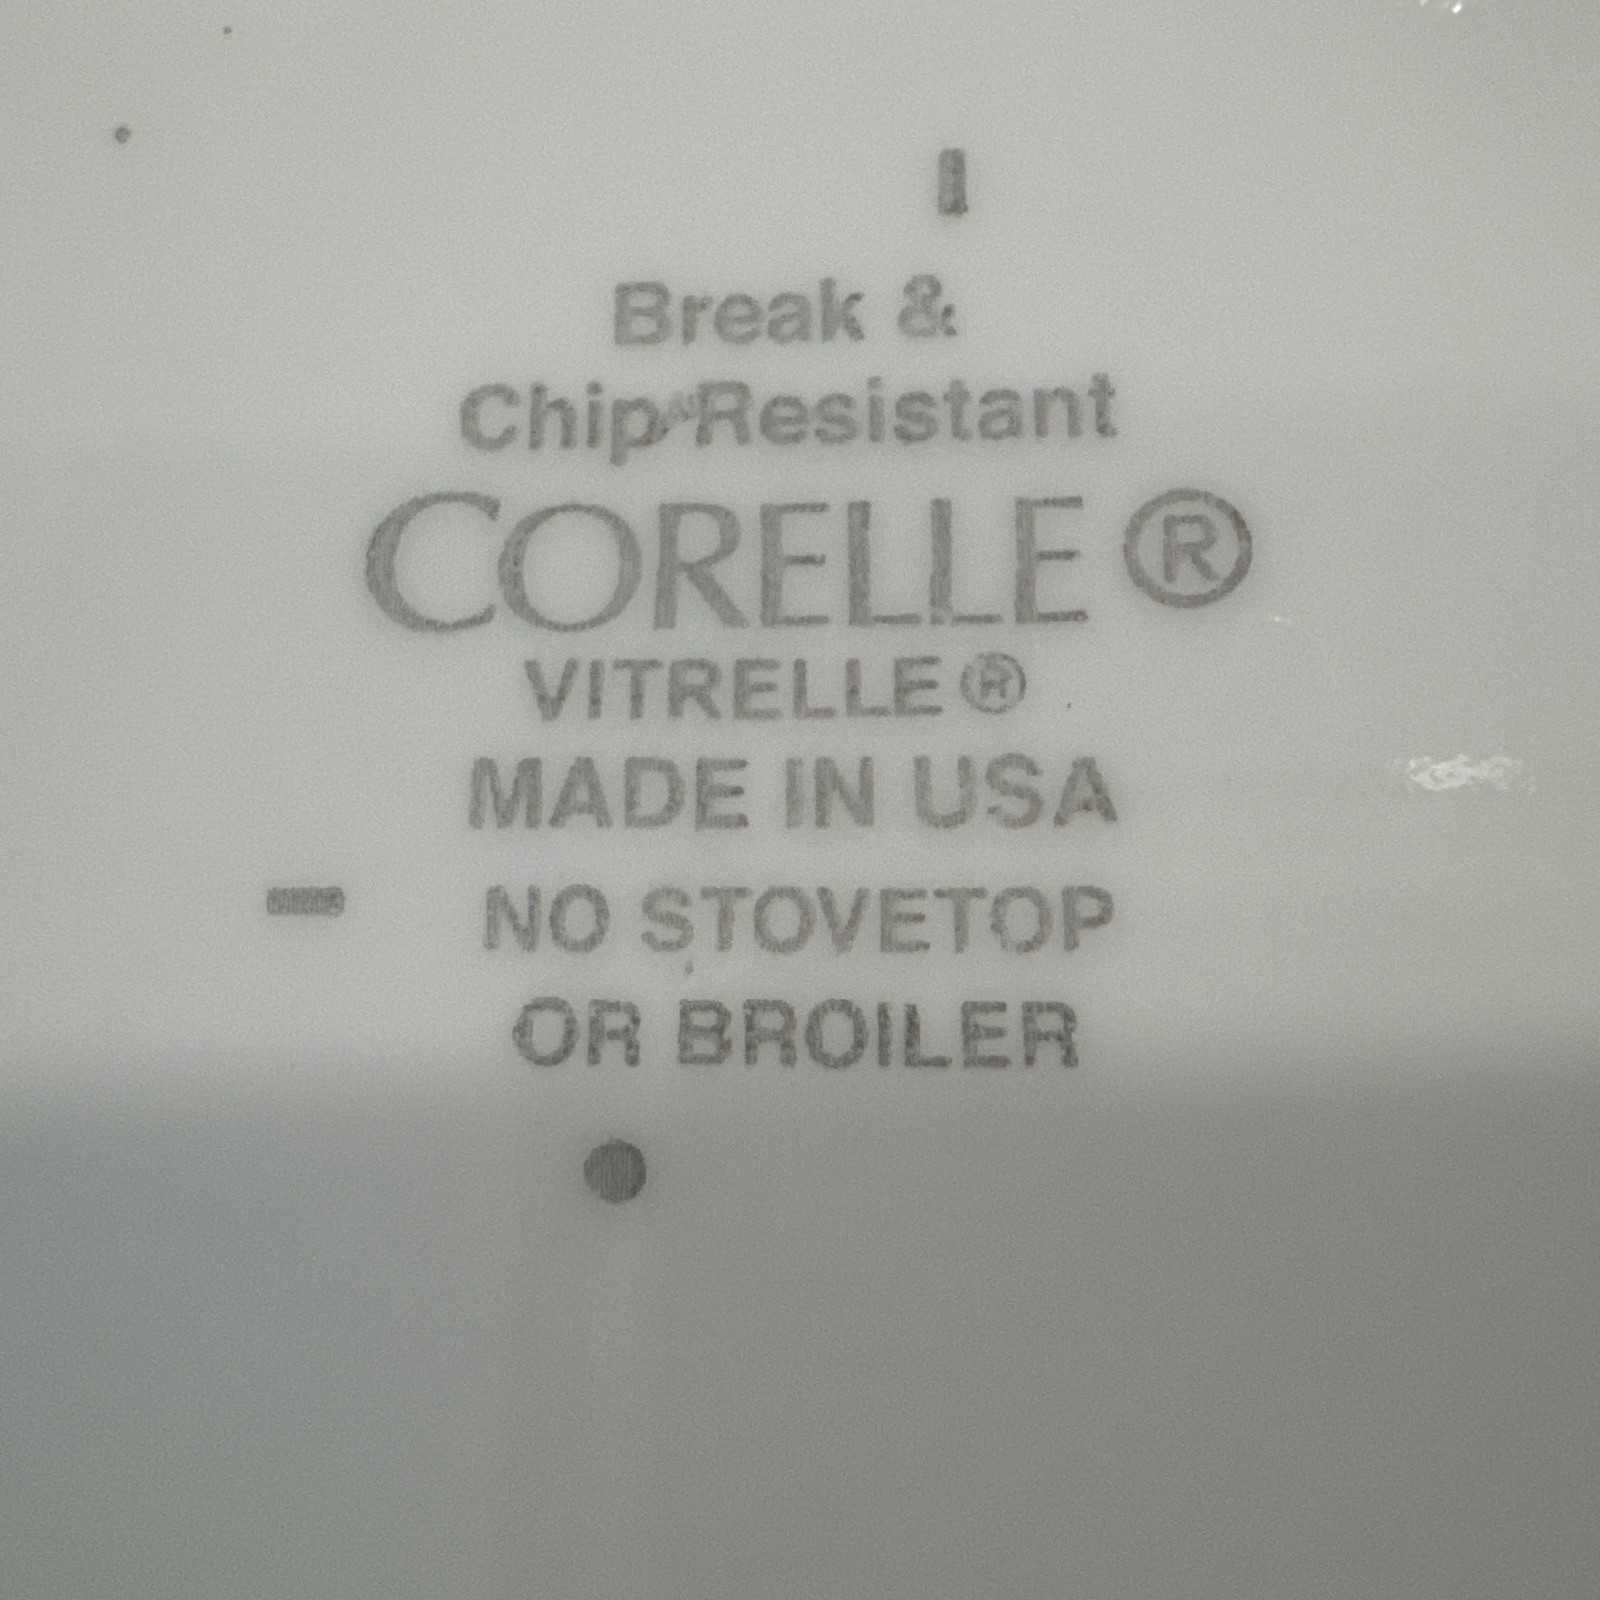 Break &
Chip Resistant
CORELLE®
VITRELLE®
MADE IN USA
NO STOVETOP
OR BROILER